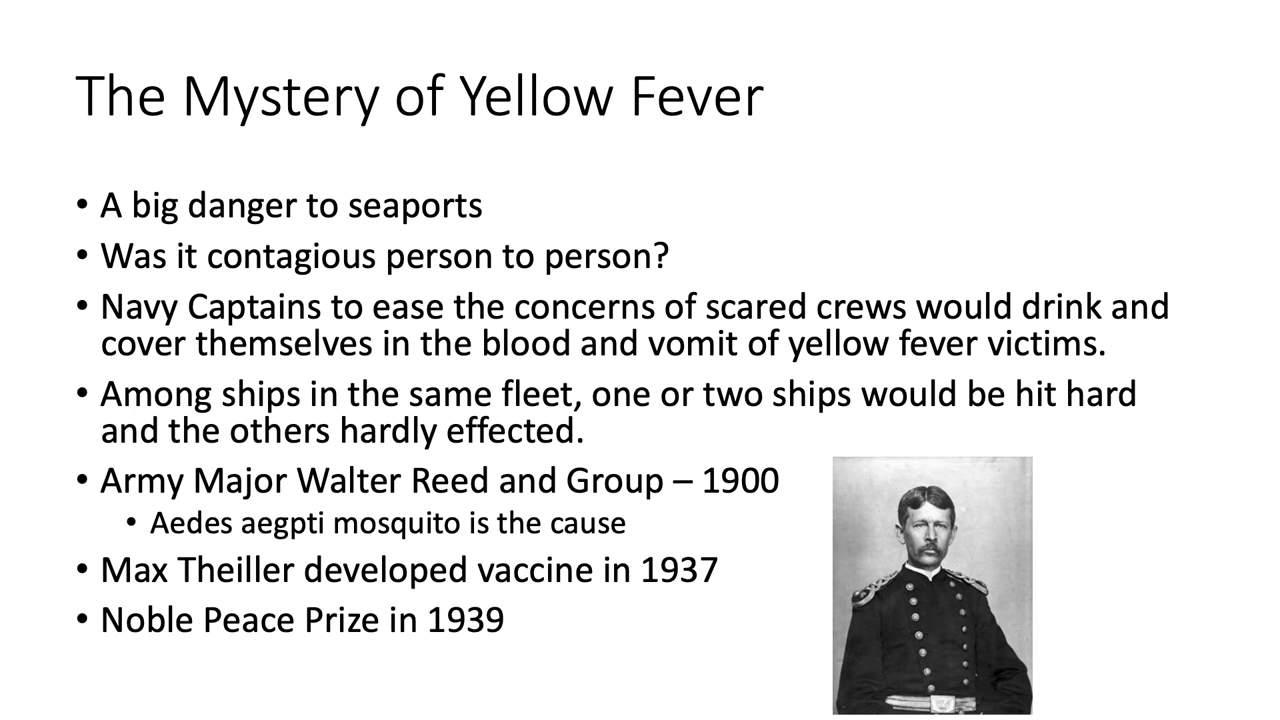 The Mystery of Yellow Fever
• A big danger to seaports
• Was it contagious person to person?
• Navy Captains to ease the concerns of scared crews would drink and
cover themselves in the blood and vomit of yellow fever victims.
• Among ships in the same fleet, one or two ships would be hit hard
and the others hardly effected.
• Army Major Walter Reed and Group – 1900
• Aedes aegpti mosquito is the cause
• Max Theiller developed vaccine in 1937
• Noble Peace Prize in 1939